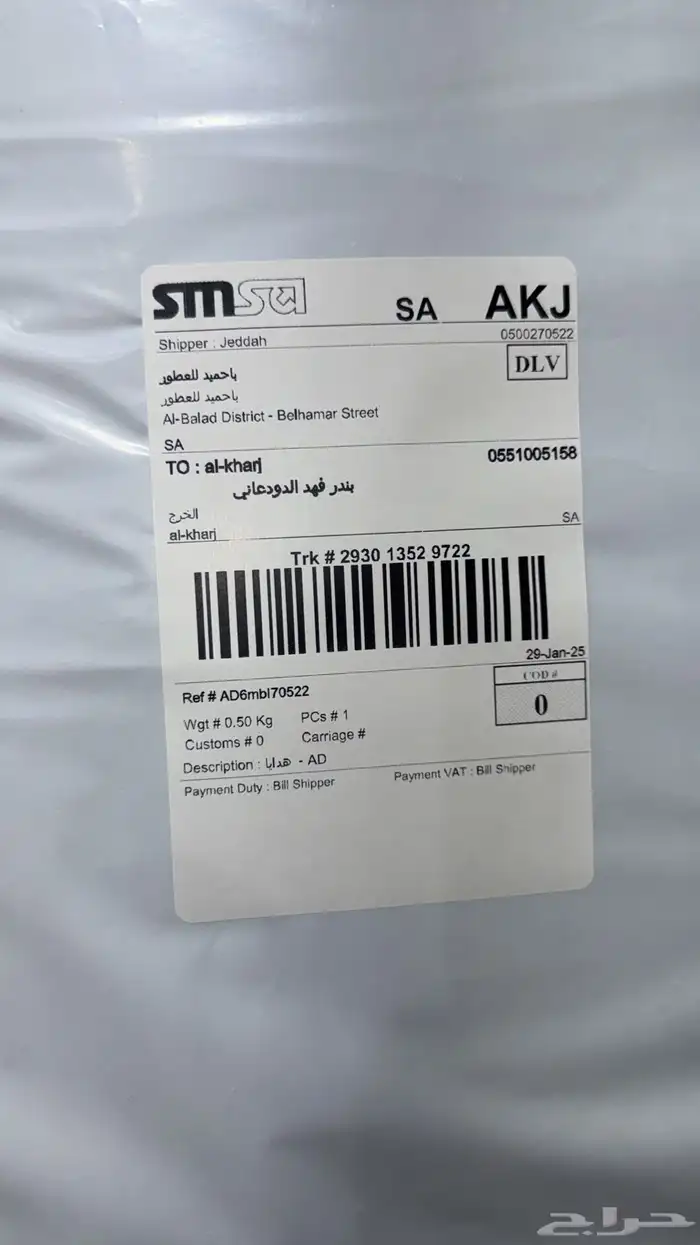 smsa سمسا
SA AKJ
Shipper : Jeddah 0500270522
باحميد للعطور DLV
باحميد للعطور
Al-Balad District - Belhamar Street
SA
TO : al-kharj 0551005158
بندر فهد الدودعاني
الخرج SA
al-kharj
Trk # 2930 1352 9722
29-Jan-25
COD #
Ref # AD6mbl70522 0
Wgt # 0.50 Kg PCs # 1
Customs # 0 Carriage #
Description : هدايا - AD
Payment Duty : Bill Shipper Payment VAT : Bill Shipper
حراج